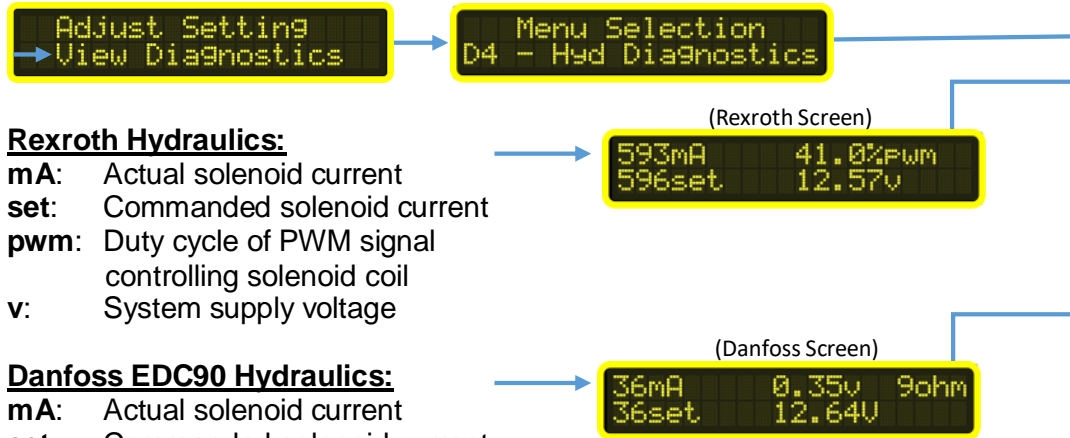 Adjust Setting
View Diagnostics
Menu Selection
D4 - Hyd Diagnostics
(Rexroth Screen)
593mA 41.0%pwm
596set 12.57v
Rexroth Hydraulics:
mA: Actual solenoid current
set: Commanded solenoid current
pwm: Duty cycle of PWM signal
controlling solenoid coil
v: System supply voltage
(Danfoss Screen)
36mA 0.35v 9ohm
36set 12.64V
Danfoss EDC90 Hydraulics:
mA: Actual solenoid current